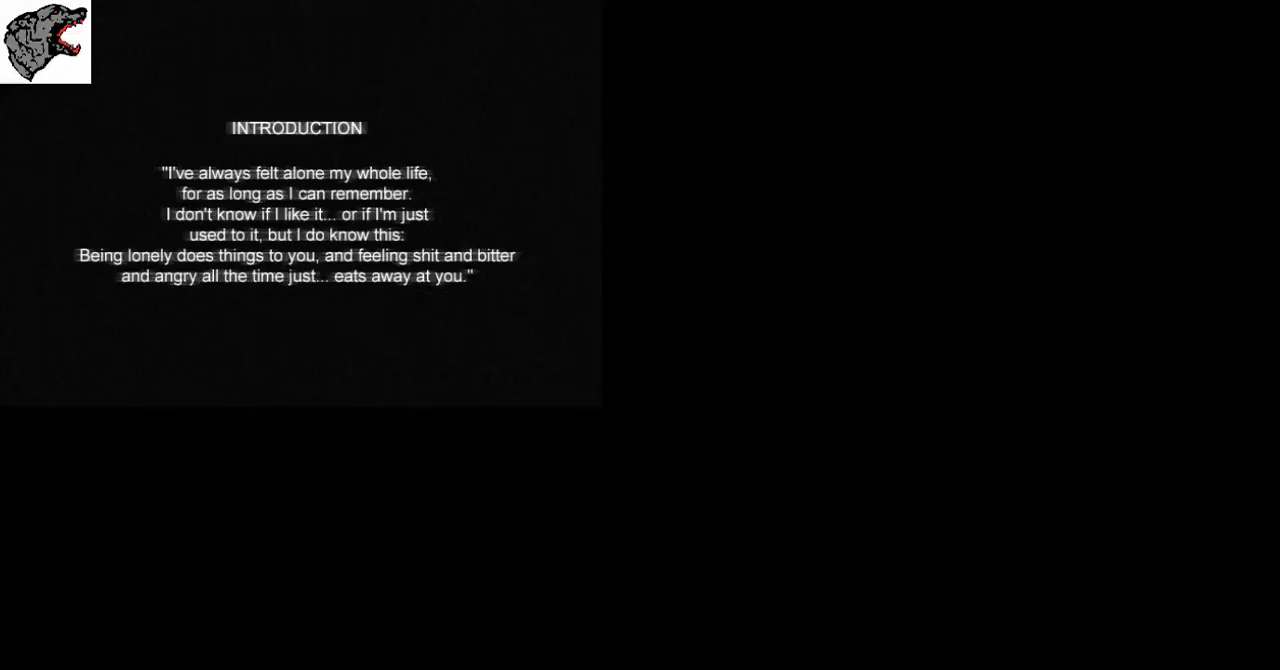 INTRODUCTION
"I've always felt alone my whole life,
for as long as I can remember.
I don't know if I like it... or if I'm just
used to it, but I do know this:
Being lonely does things to you, and feeling shit and bitter
and angry all the time just... eats away at you."